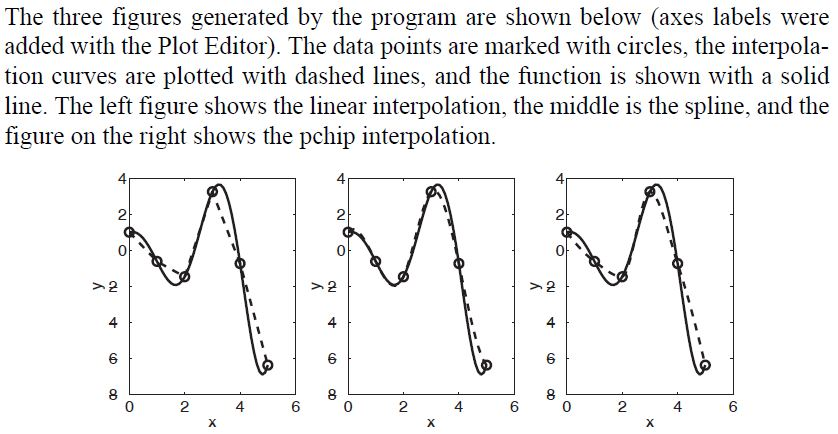 The three figures generated by the program are shown below (axes labels were
added with the Plot Editor). The data points are marked with circles, the interpola-
tion curves are plotted with dashed lines, and the function is shown with a solid
line. The left figure shows the linear interpolation, the middle is the spline, and the
figure on the right shows the pchip interpolation.
4 4 4
2 2 2
0 0 0
y 2 y 2 y 2
4 4 4
6 6 6
8 8 8
0 2 4 6 0 2 4 6 0 2 4 6
x x x